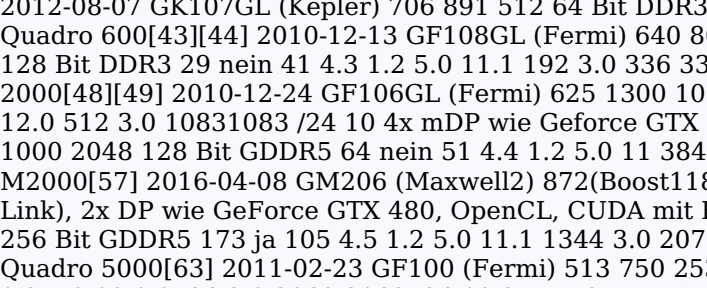 2012-08-07 GK107GL (Kepler) 706 891 512 64 Bit DDR3
Quadro 600[43][44] 2010-12-13 GF108GL (Fermi) 640
128 Bit DDR3 29 nein 41 4.3 1.2 5.0 11.1 192 3.0 336
2000[48][49] 2010-12-24 GF106GL (Fermi) 625 1300
12.0 512 3.0 10831083 /24 10 4x mDP wie Geforce GTX
1000 2048 128 Bit GDDR5 64 nein 51 4.4 1.2 5.0 11 384
M2000[57] 2016-04-08 GM206 (Maxwell2)
Link), 2x DP wie GeForce GTX 480, OpenCL, CUDA mit
256 Bit GDDR5 173 ja 105 4.5 1.2 5.0 11.1 1344 3.0
Quadro 5000[63] 2011-02-23 GF100 (Fermi) 513 750